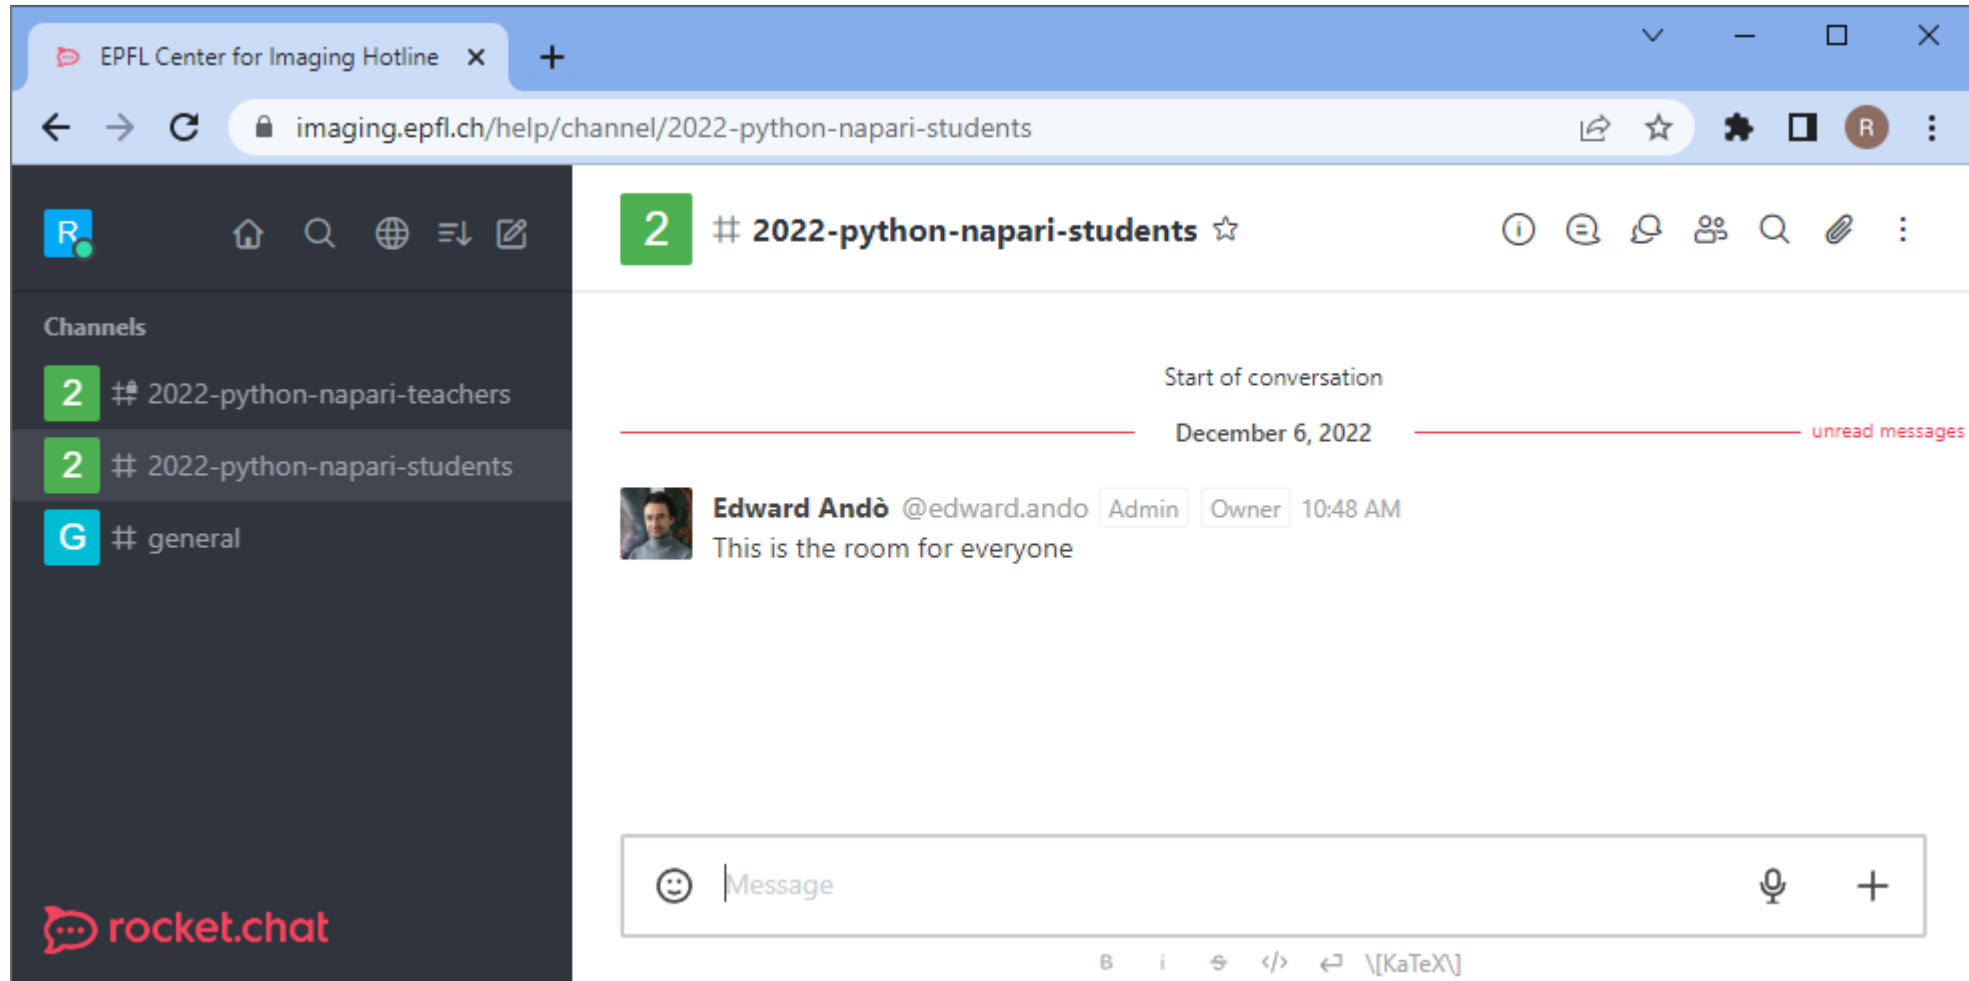 EPFL Center for Imaging Hotline
imaging.epfl.ch/help/channel/2022-python-napari-students
R
R
2 # 2022-python-napari-students
Channels
2 # 2022-python-napari-teachers
2 # 2022-python-napari-students
G # general
Start of conversation
December 6, 2022
unread messages
Edward Andò @edward.ando Admin Owner 10:48 AM
This is the room for everyone
Message
rocket.chat
B i S </> \[KaTeX\]